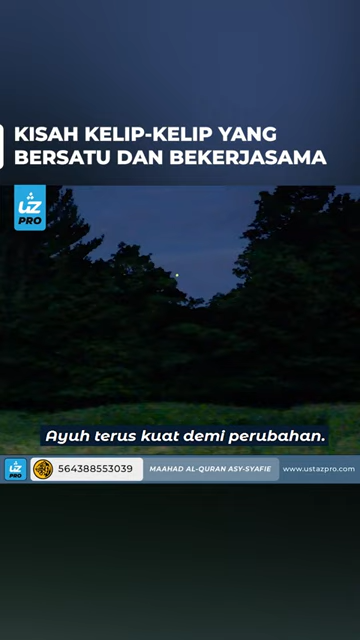 KISAH KELIP-KELIP YANG
BERSATU DAN BEKERJASAMA
UZ
PRO
Ayuh terus kuat demi perubahan.
UZ
PRO
564388553039
MAAHAD AL-QURAN ASY-SYAFIE
www.ustazpro.com